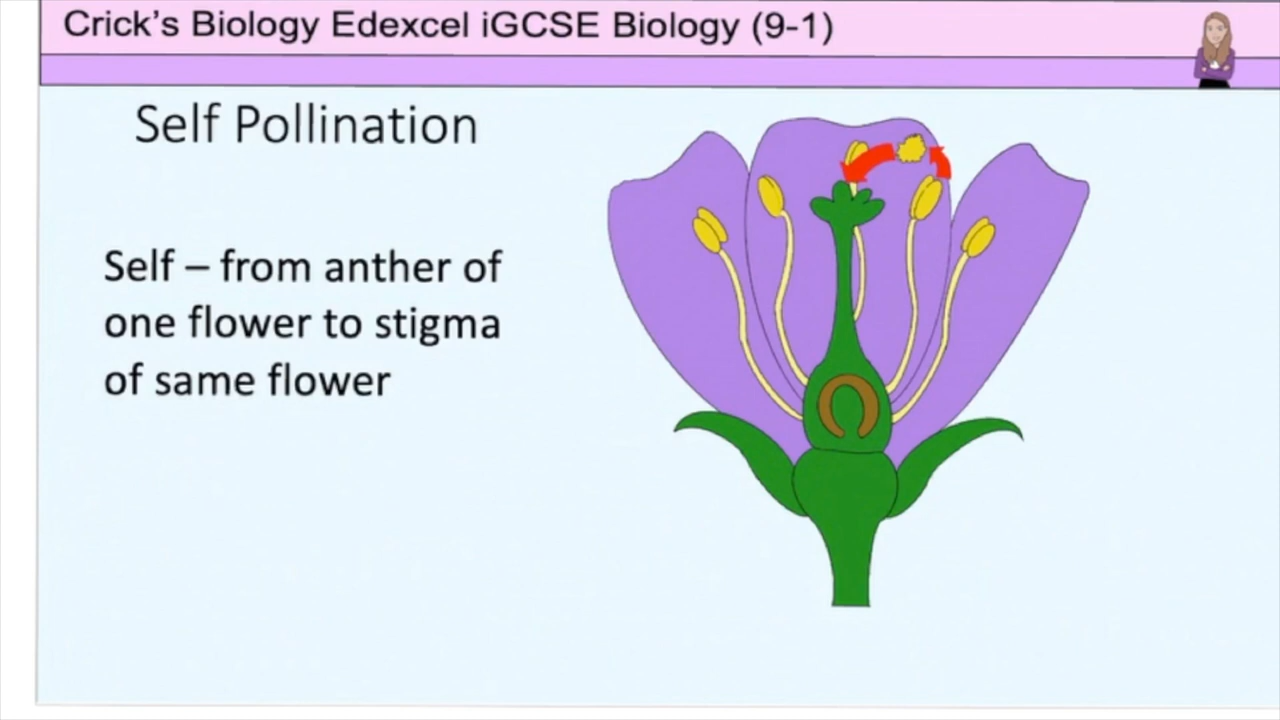 Crick's Biology Edexcel iGCSE Biology (9-1)
Self Pollination
Self – from anther of
one flower to stigma
of same flower